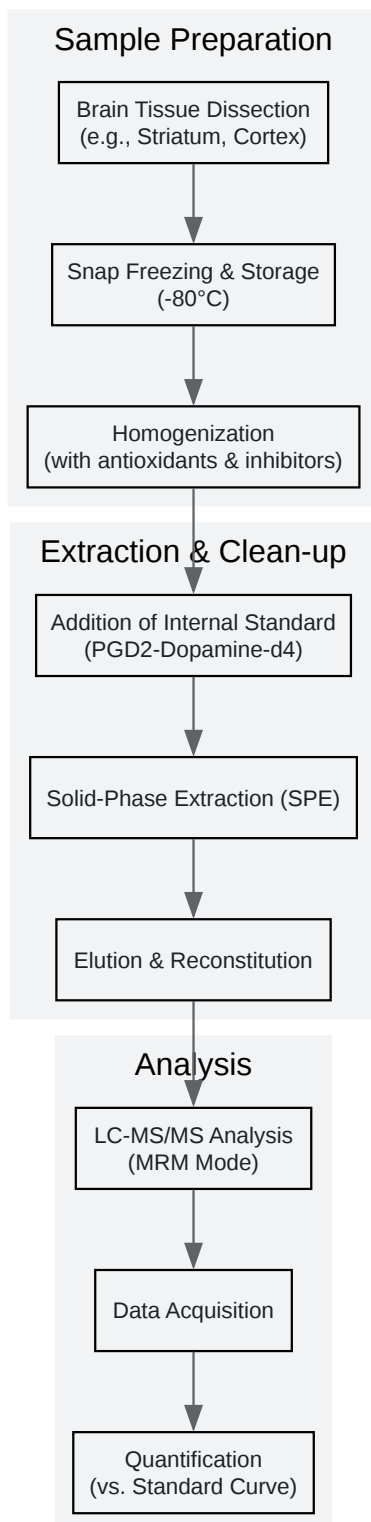 Sample Preparation
Brain Tissue Dissection
(e.g., Striatum, Cortex)
Snap Freezing & Storage
(-80°C)
Homogenization
(with antioxidants & inhibitors)
Extraction & Clean-up
Addition of Internal Standard
(PGD2-Dopamine-d4)
Solid-Phase Extraction (SPE)
Elution & Reconstitution
Analysis
LC-MS/MS Analysis
(MRM Mode)
Data Acquisition
Quantification
(vs. Standard Curve)